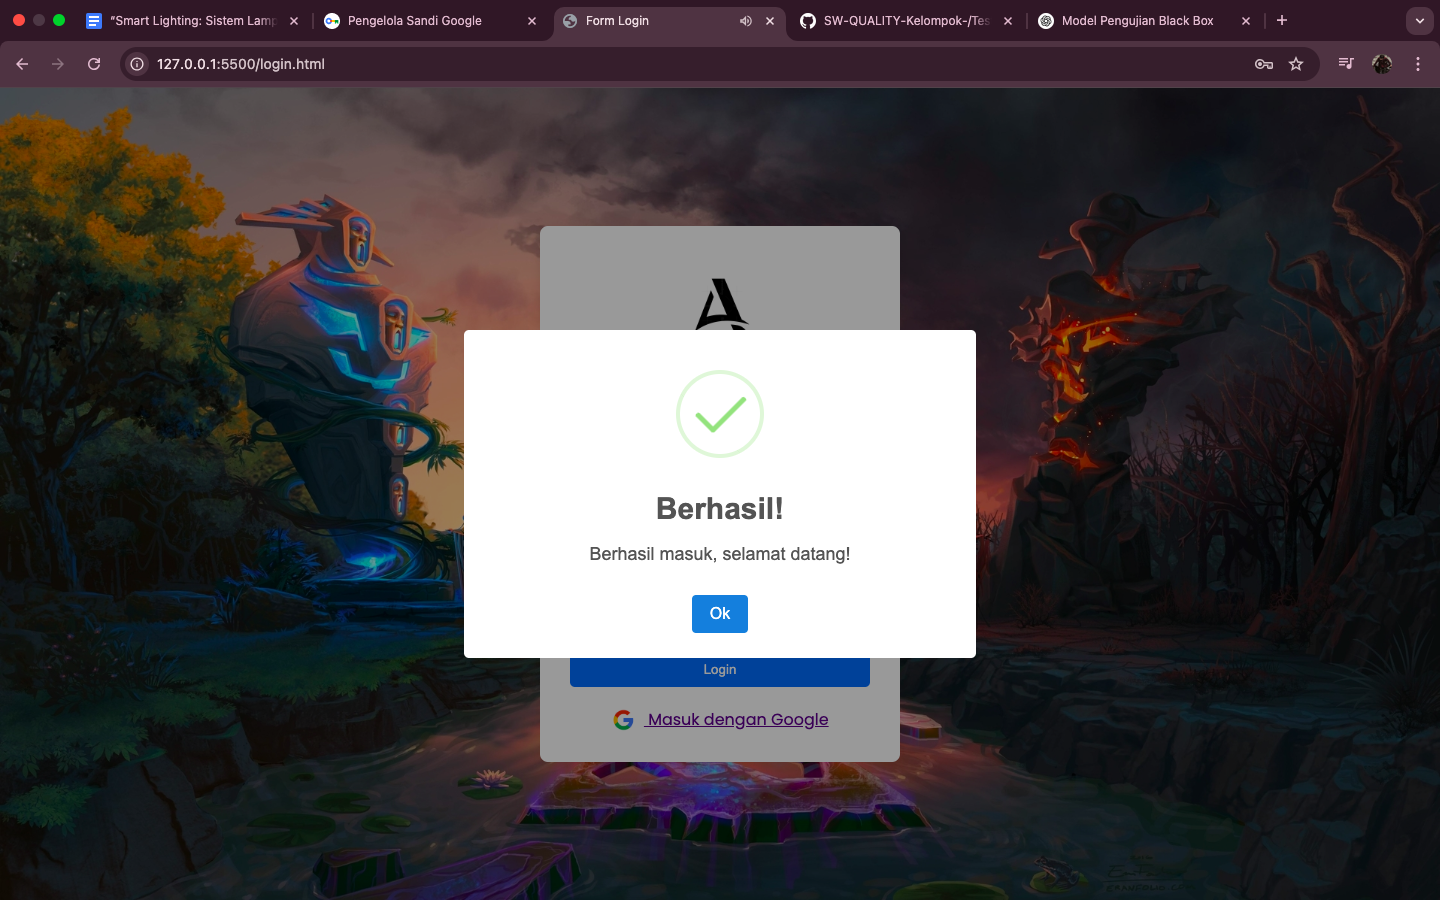 "Smart Lighting: Sistem Lamp
Pengelola Sandi Google
Form Login
SW-QUALITY-Kelompok-/Tes
Model Pengujian Black Box
127.0.0.1:5500/login.html
Berhasil!
Berhasil masuk, selamat datang!
Ok
Login
Masuk dengan Google